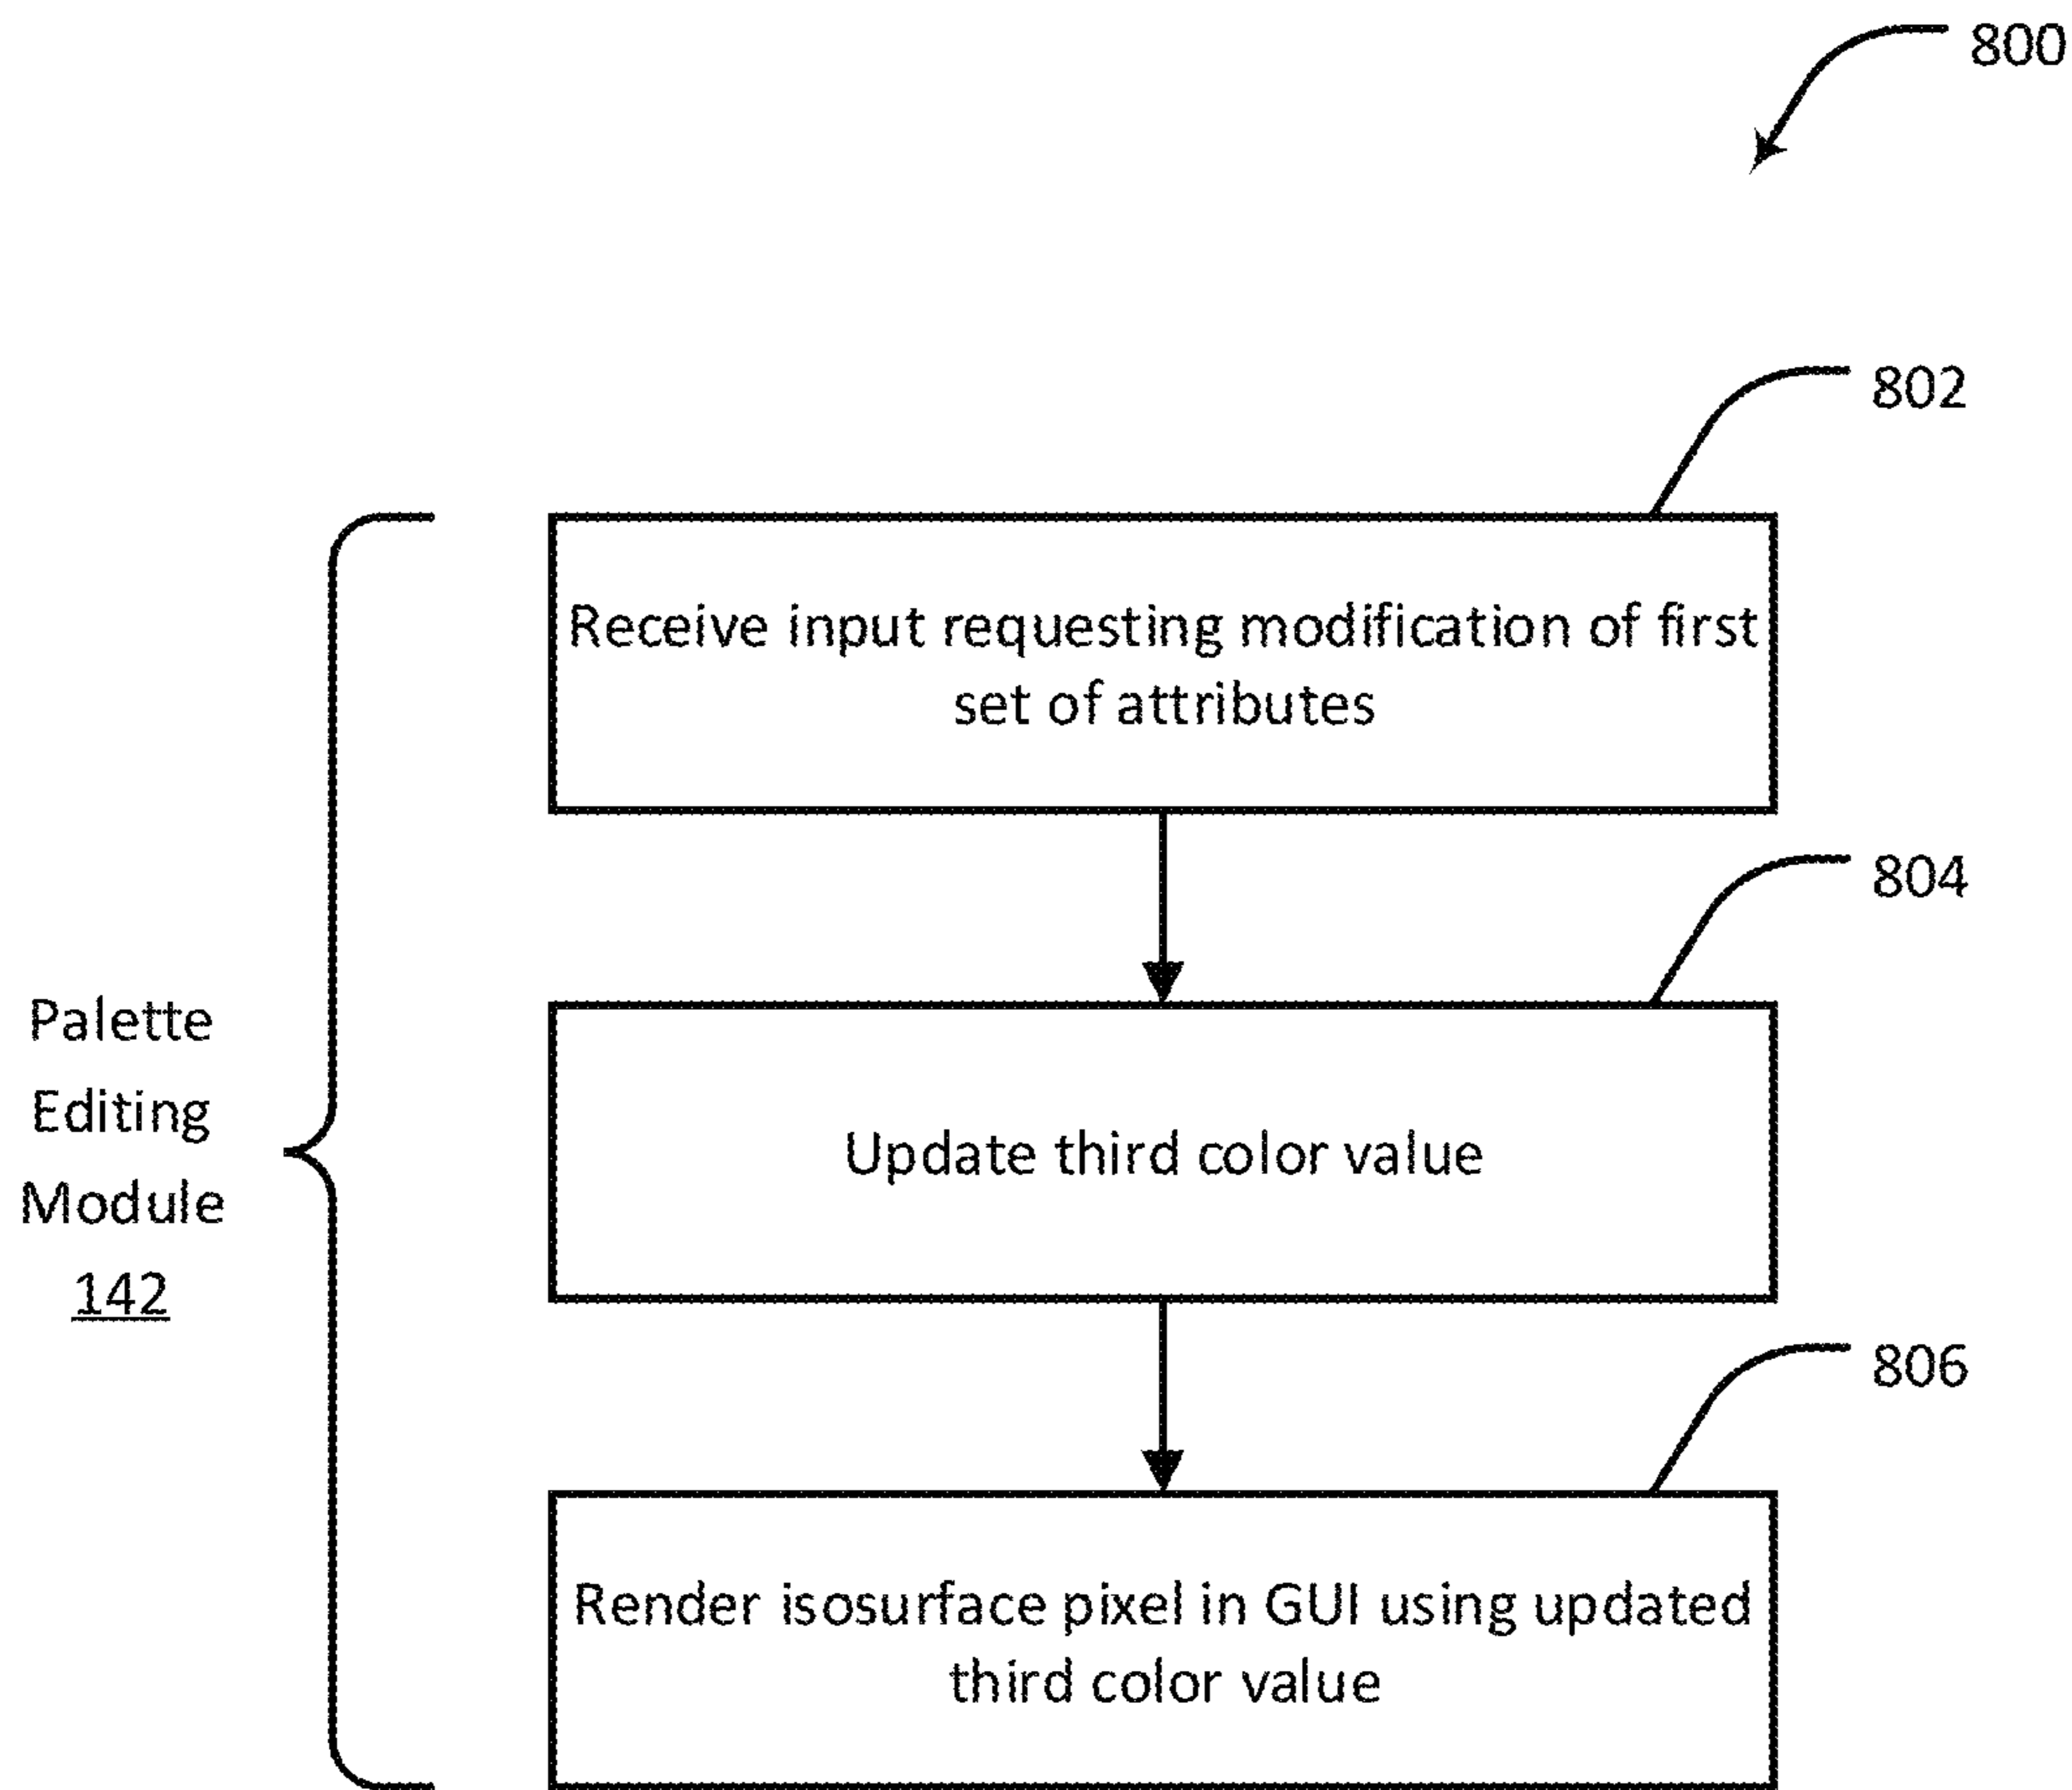 800
802
Receive input requesting modification of first
set of attributes
804
Palette
Editing
Module
142
Update third color value
806
Render isosurface pixel in GUI using updated
third color value